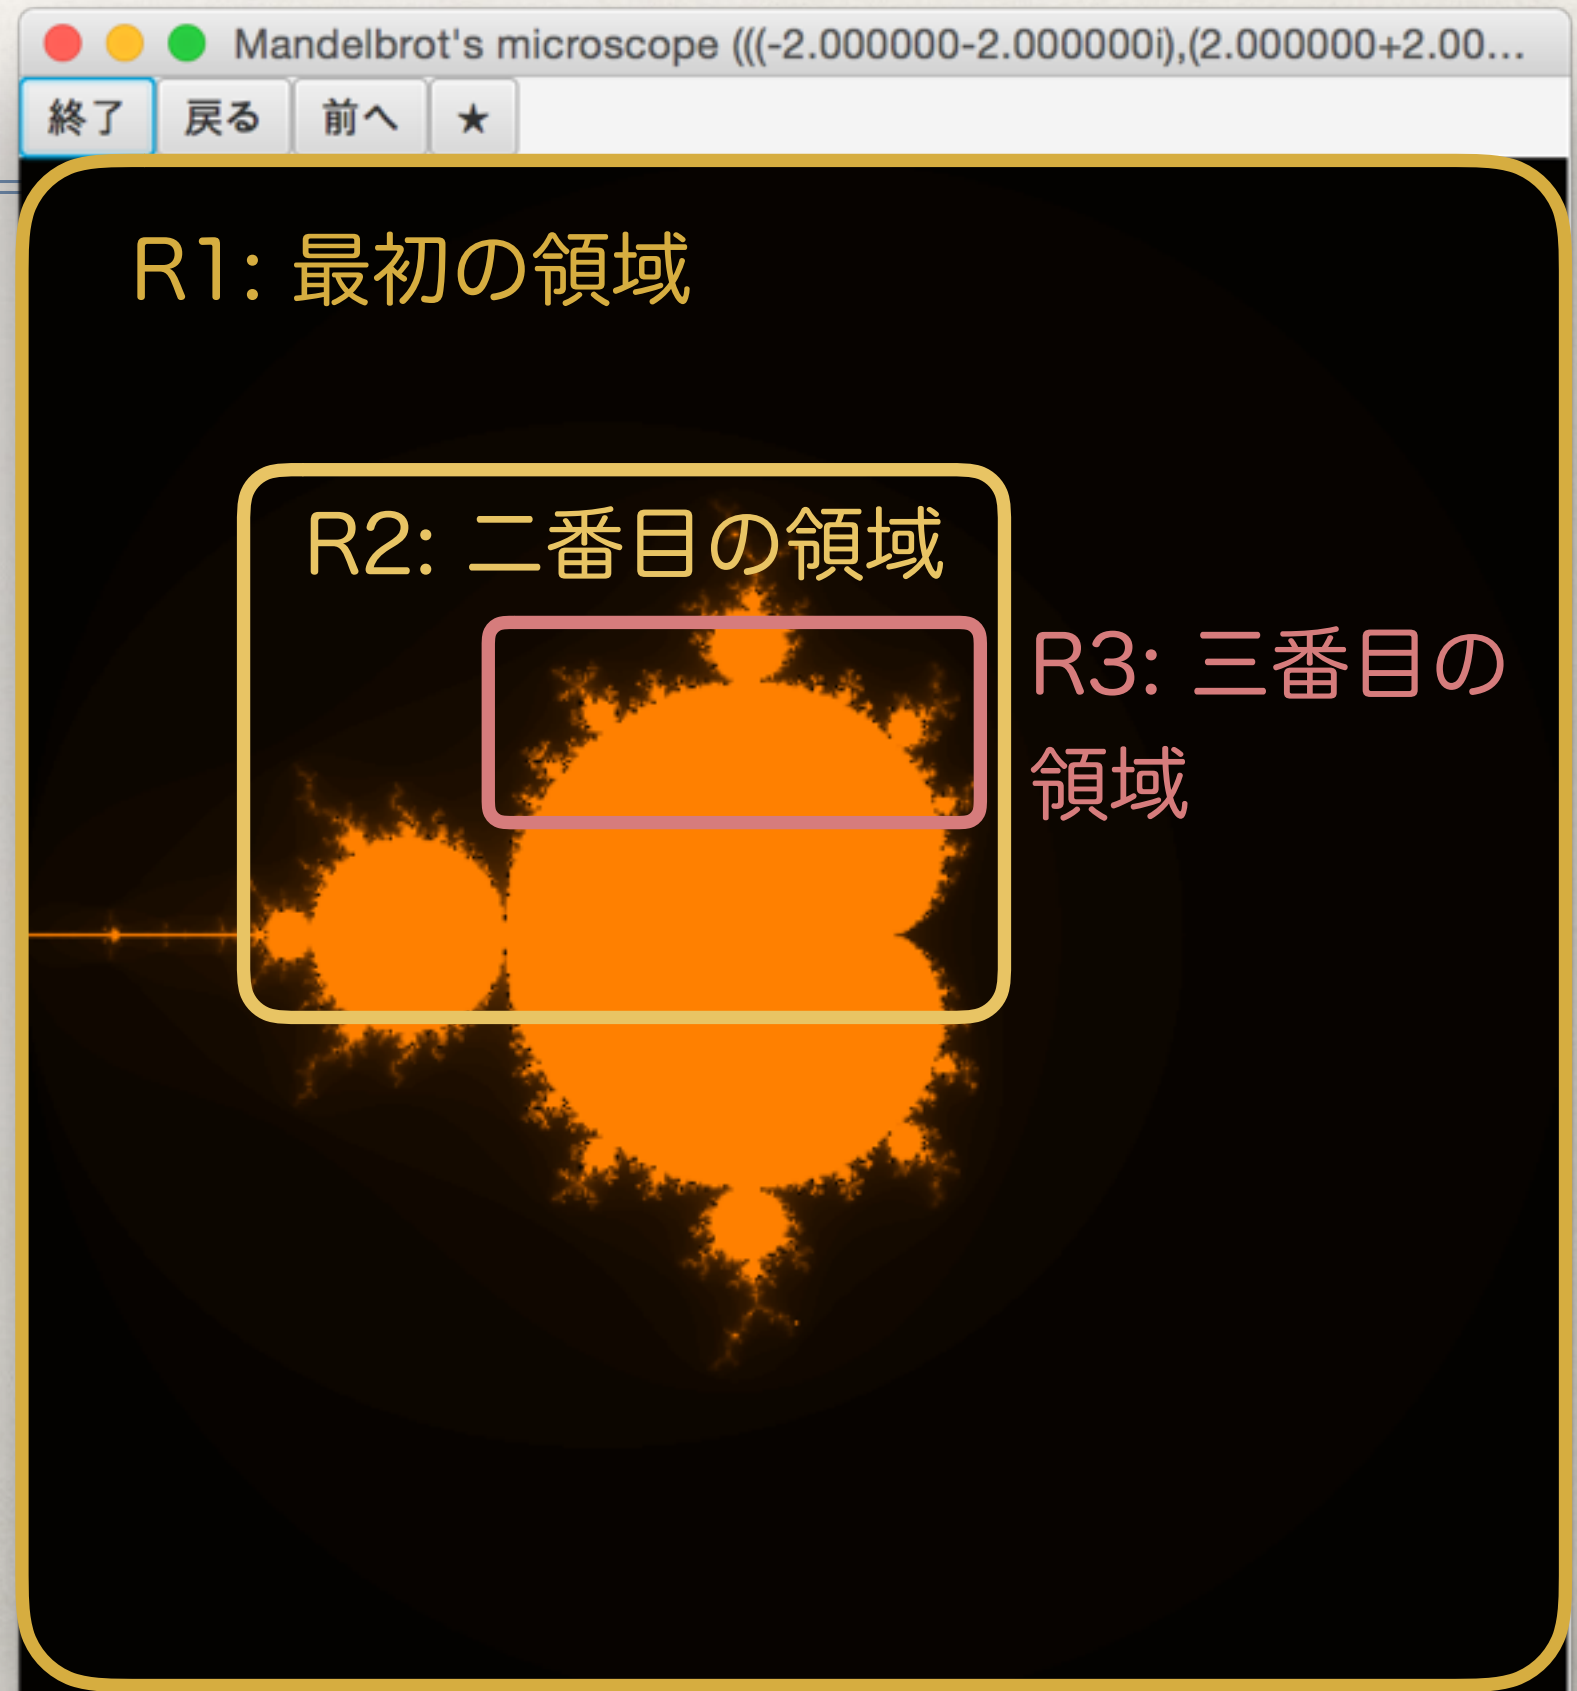 Mandelbrot's microscope (((-2.000000-2.000000i),(2.000000+2.00...
終了 戻る 前へ ★
R1: 最初の領域
R2: 二番目の領域
R3: 三番目の
領域